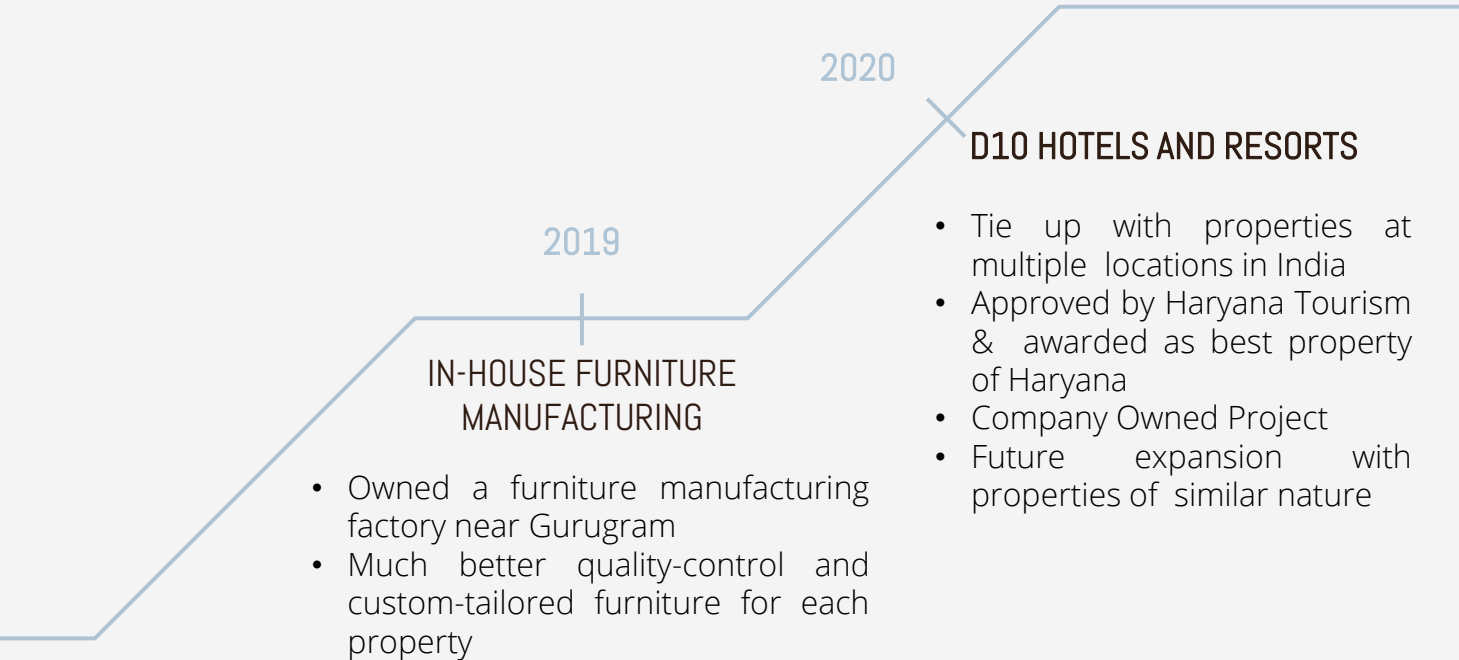 2020
D10 HOTELS AND RESORTS
• Tie up with properties at
multiple locations in India
• Approved by Haryana Tourism
& awarded as best property
of Haryana
• Company Owned Project
• Future expansion with
properties of similar nature
2019
IN-HOUSE FURNITURE
MANUFACTURING
• Owned a furniture manufacturing
factory near Gurugram
• Much better quality-control and
custom-tailored furniture for each
property